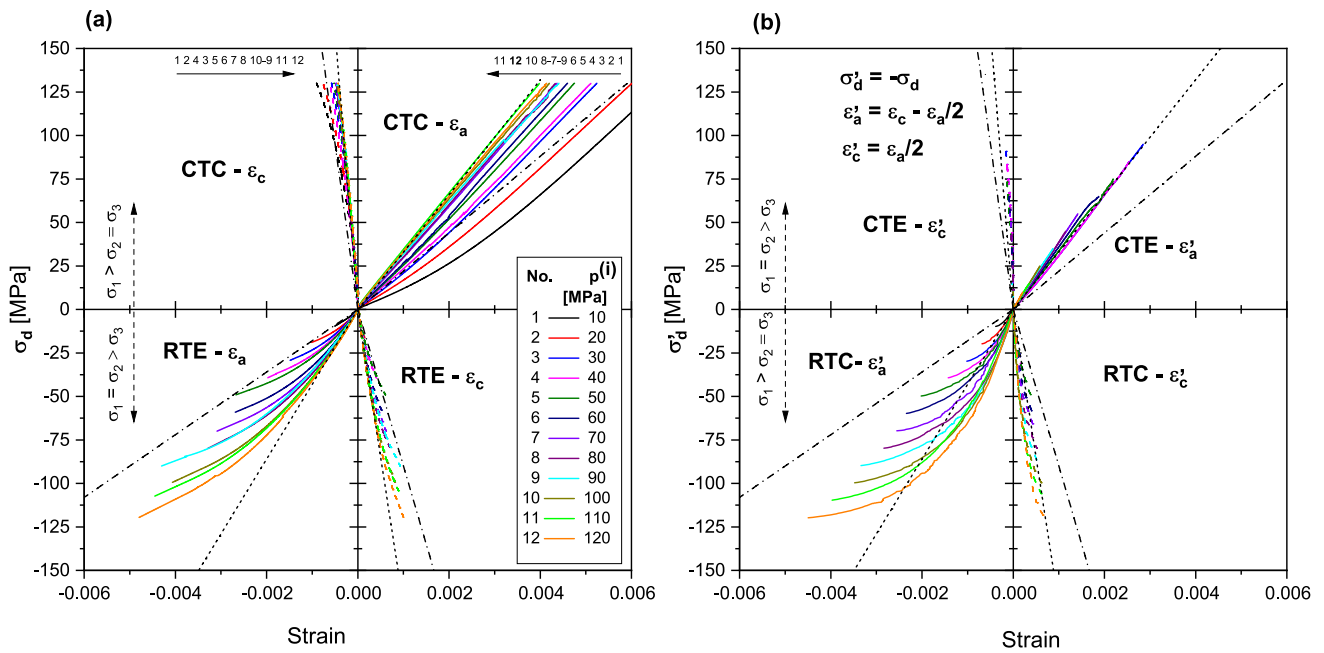 (a)
150
125
100
75
50
25
0
-25
-50
-75
-100
-125
-150
σd [MPa]
1 2 4 3 5 6 7 8 10-9 11 12
11 12 10 8-7-9 6 5 4 3 2 1
CTC - εa
CTC - εc
σ1 = σ2 > σ3 σ1 > σ2 = σ3
RTE - εa
RTE - εc
No. p(i)
[MPa]
1 10
2 20
3 30
4 40
5 50
6 60
7 70
8 80
9 90
10 100
11 110
12 120
-0.006 -0.004 -0.002 0.000 0.002 0.004 0.006
Strain
(b)
150
125
100
75
50
25
0
-25
-50
-75
-100
-125
-150
σ'd [MPa]
σ'd = -σd
ε'a = εc - εa/2
ε'c = εa/2
CTE - ε'c
CTE - ε'a
σ1 > σ2 = σ3 σ1 = σ2 > σ3
RTC- ε'a
RTC - ε'c
-0.006 -0.004 -0.002 0.000 0.002 0.004 0.006
Strain